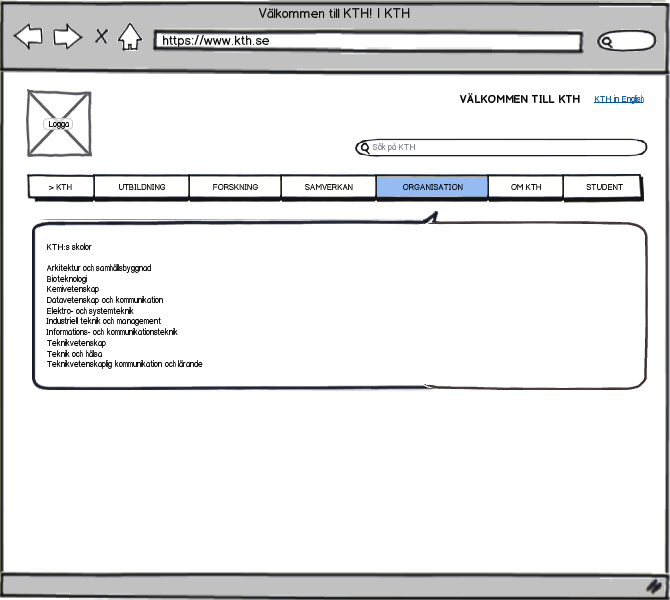 Välkommen till KTH! | KTH
https://www.kth.se
Logga
VÄLKOMMEN TILL KTH KTH in English
Sök på KTH
> KTH UTBILDNING FORSKNING SAMVERKAN ORGANISATION OM KTH STUDENT
KTH:s skolor
Arkitektur och samhällsbyggnad
Bioteknologi
Kemivetenskap
Datavetenskap och kommunikation
Elektro- och systemteknik
Industriell teknik och management
Informations- och kommunikationsteknik
Teknikvetenskap
Teknik och hälsa
Teknikvetenskaplig kommunikation och lärande